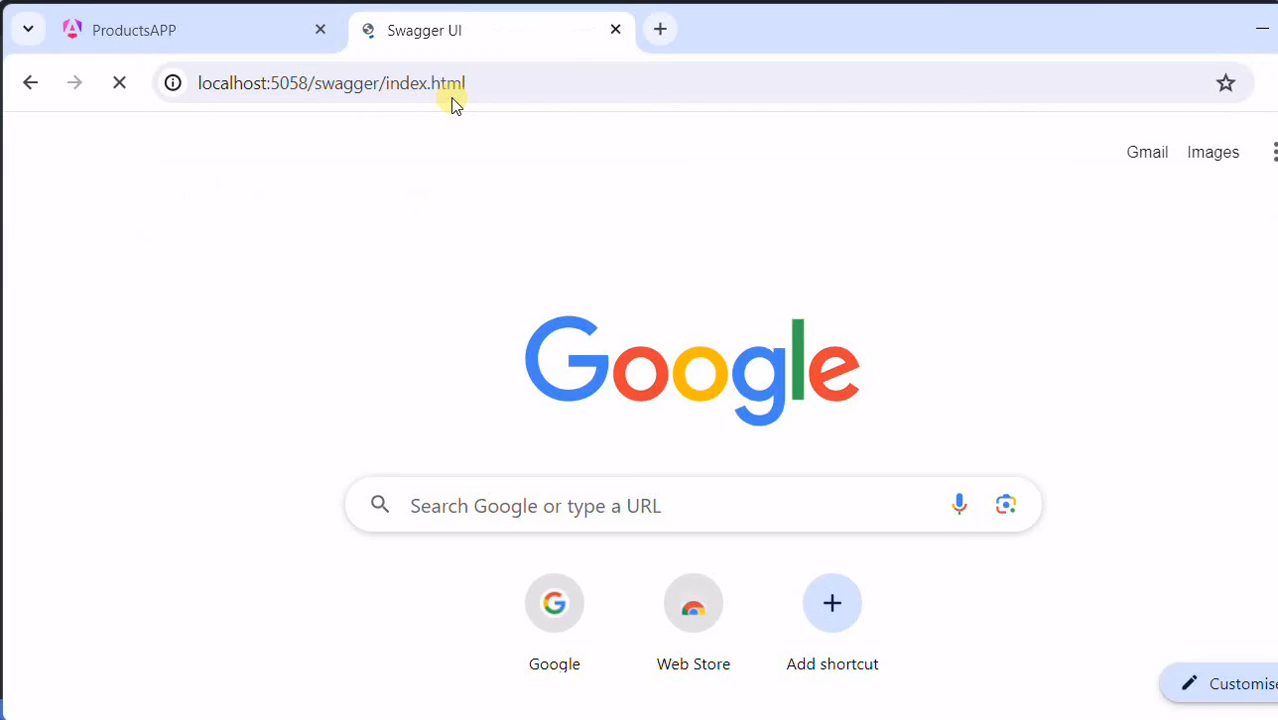 ProductsAPP
Swagger UI
localhost:5058/swagger/index.html
Gmail
Images
Google
Search Google or type a URL
Google
Web Store
Add shortcut
Customise